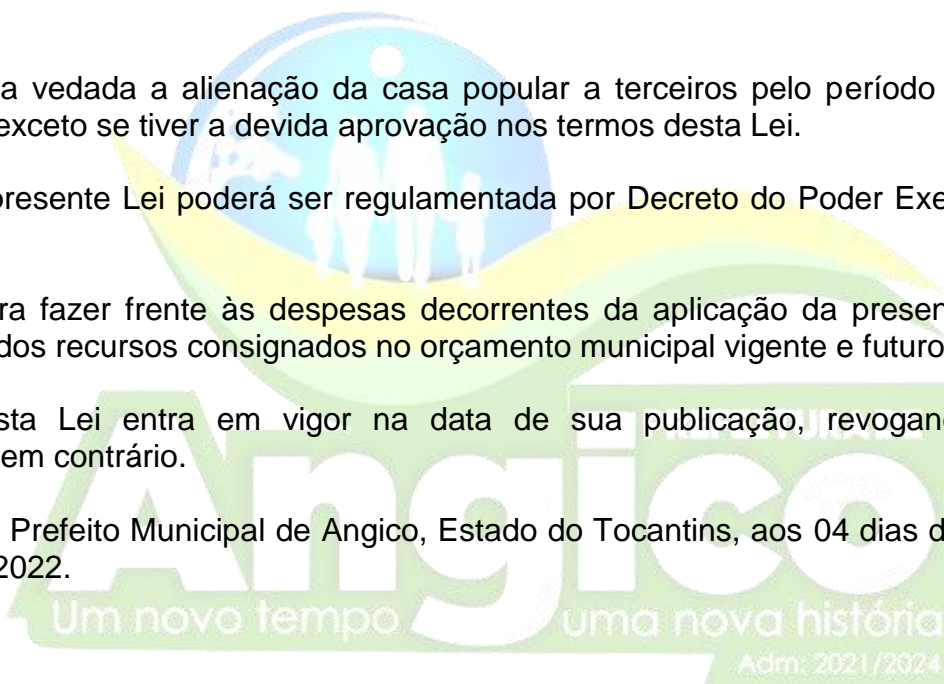 a vedada a alienação da casa popular a terceiros pelo período
exceto se tiver a devida aprovação nos termos desta Lei.
presente Lei poderá ser regulamentada por Decreto do Poder Exe
ra fazer frente às despesas decorrentes da aplicação da presen
dos recursos consignados no orçamento municipal vigente e futuro
sta Lei entra em vigor na data de sua publicação, revogan
em contrário.
PREFEITURA DE
Prefeito Municipal de Angico, Estado do Tocantins, aos 04 dias d
2022.
Angico
Um novo tempo uma nova história
Adm: 2021/2024